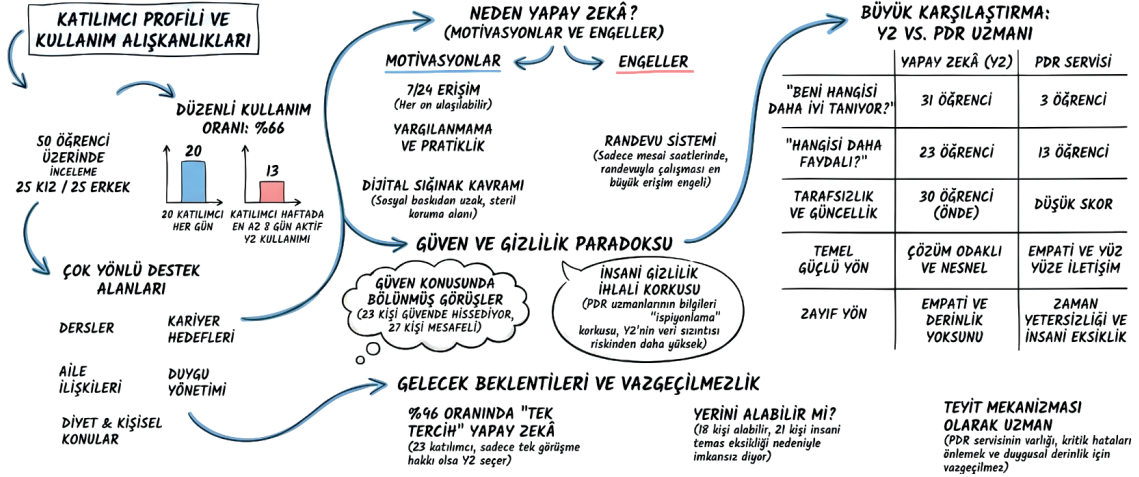 KATILIMCI PROFİLİ VE
KULLANIM ALIŞKANLIKLARI
50 ÖĞRENCİ
ÜZERİNDE
İNCELEME
25 KI2 / 25 ERKEK
DÜZENLİ KULLANIM
ORANI: %66
20
13
20 KATILIMCI
HER GÜN
KATILIMCI HAFTADA
EN A2 8 GÜN AKTİF
Y2 KULLANIMI
ÇOK YÖNLÜ DESTEK
ALANLARI
DERSLER
KARİYER
HEDEFLERİ
AİLE
İLİŞKİLERİ
DUYGU
YÖNETİMİ
DİYET & KİŞİSEL
KONULAR
NEDEN YAPAY ZEKÂ?
(MOTİVASYONLAR VE ENGELLER)
MOTİVASYONLAR
7/24 ERİŞİM
(Her on ulaşılabilir)
YARGILANMAMA
VE PRATİKLİK
DİJİTAL SIĞINAK KAVRAMI
(Sosyal baskıdan uzak, steril
koruma alanı)
ENGELLER
RANDEVU SİSTEMİ
(Sadece mesai saatlerinde,
randevuyla çalışması en
büyük erişim engeli)
GÜVEN VE GİZLİLİK PARADOKSU
GÜVEN KONUSUNDA
BÖLÜNMÜŞ GÖRÜŞLER
(23 KİŞİ GÜVENDE HİSSEDİYOR,
27 KİŞİ MESAFELİ)
İNSANİ GİZLİLİK
İHLALİ KORKUSU
(PDR uzmanlarının bilgileri
"ispiyonlama"
korkusu, Y2'nin veri sızıntısı
riskinden daha yüksek)
BÜYÜK KARŞILAŞTIRMA:
Y2 VS. PDR UZMANI
YAPAY ZEKÂ (Y2) PDR SERVİSİ
"BENİ HANGİSİ
DAHA İYİ TANIYOR?" 31 ÖĞRENCİ 3 ÖĞRENCİ
"HANGİSİ DAHA
FAYDALI?" 23 ÖĞRENCİ 13 ÖĞRENCİ
TARAFSIZLIK
VE GÜNCELLİK
30 ÖĞRENCİ
(ÖNDE)
DÜŞÜK SKOR
TEMEL
GÜÇLÜ YÖN
ÇÖZÜM ODAKLI
VE NESNEL
EMPATİ VE YÜZ
YÜZE İLETİŞİM
ZAYIF YÖN
EMPATİ VE
DERİNLİK
YOKSUNU
ZAMAN
YETERSİZLİĞİ VE
İNSANİ EKSİKLİK
GELECEK BEKLENTİLERİ VE VAZGEÇİLMEZLİK
%46 ORANINDA "TEK
TERCİH" YAPAY ZEKÂ
(23 katılımcı, sadece tek görüşme
hakkı olsa Y2 seçer)
YERİNİ ALABİLİR Mİ?
(18 kişi alabilir, 21 kişi insani
temas eksikliği nedeniyle
imkansız diyor)
TEYİT MEKANİZMASI
OLARAK UZMAN
(PDR servisinin varlığı, kritik hataları
önlemek ve duygusal derinlik için
vazgeçilmez)